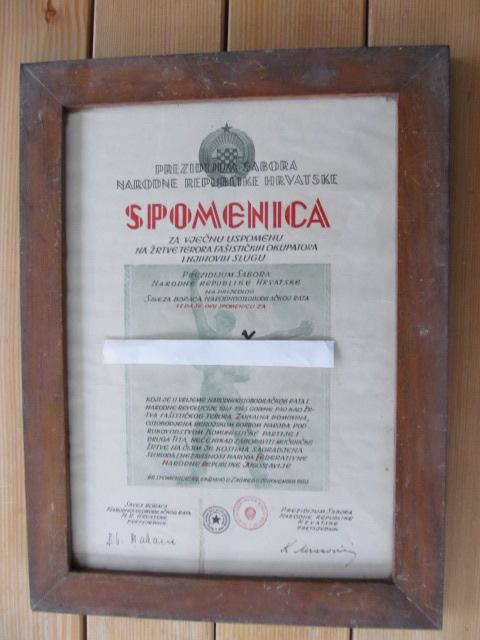 PREZIDIJUM SABORA
NARODNE REPUBLIKE HRVATSKE
SPOMENICA
ZA VJEČNU USPOMENU
NA ŽRTVE TERORA FAŠISTIČKIH OKUPATORA
I NJIHOVIH SLUGU
PREZIDIJUM SABORA
NARODNE REPUBLIKE HRVATSKE
NA PRIJEDLOG
SAVEZA BORACA NARODNOOSLOBODILAČKOG RATA
IZDAJE OVU SPOMENICU ZA
KOJI JE U VRIJEME NARODNOOSLOBODILAČKOG RATA I
NARODNE REVOLUCIJE 1941-1945 GODINE PAO KAO ŽR-
TVA FAŠISTIČKOG TERORA. ZAHVALNA DOMOVINA,
OSLOBODJENA HEROJSKOM BORBOM NARODA POD
RUKOVODSTVOM KOMUNISTIČKE PARTIJE I
DRUGA TITA, NEĆE NIKAD ZABORAVITI MUČENIČKE
ŽRTVE NA ČIJIM JE KOSTIMA SAGRADJENA
SLOBODA I NEZAVISNOST NARODA FEDERATIVNE
NARODNE REPUBLIKE JUGOSLAVIJE
SAVEZ BORACA
NARODNOOSLOBODILAČKOG RATA
N.R. HRVATSKE
PRETSJEDNIK
PREZIDIJUM SABORA
NARODNE REPUBLIKE
HRVATSKE
PRETSJEDNIK